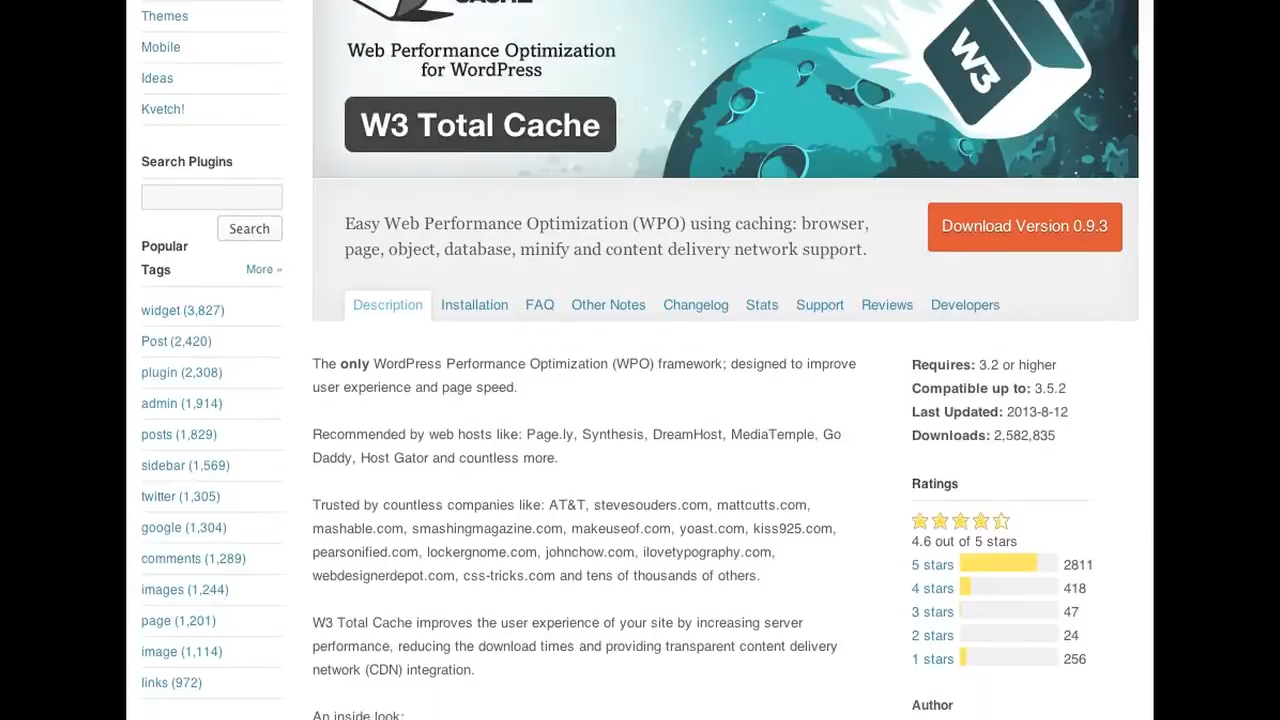 Themes
Mobile
Ideas
Kvetch!
Search Plugins
Search
Popular
Tags
More »
widget (3,827)
Post (2,420)
plugin (2,308)
admin (1,914)
posts (1,829)
sidebar (1,569)
twitter (1,305)
google (1,304)
comments (1,289)
images (1,244)
page (1,201)
image (1,114)
links (972)
Web Performance Optimization
for WordPress
W3 Total Cache
W3
Easy Web Performance Optimization (WPO) using caching: browser,
page, object, database, minify and content delivery network support.
Download Version 0.9.3
Description Installation FAQ Other Notes Changelog Stats Support Reviews Developers
The only WordPress Performance Optimization (WPO) framework; designed to improve
user experience and page speed.
Recommended by web hosts like: Page.ly, Synthesis, DreamHost, MediaTemple, Go
Daddy, Host Gator and countless more.
Trusted by countless companies like: AT&T, stevesouders.com, mattcutts.com,
mashable.com, smashingmagazine.com, makeuseof.com, yoast.com, kiss925.com,
pearsonified.com, lockergnome.com, johnchow.com, ilovetypography.com,
webdesignerdepot.com, css-tricks.com and tens of thousands of others.
W3 Total Cache improves the user experience of your site by increasing server
performance, reducing the download times and providing transparent content delivery
network (CDN) integration.
An inside look:
Requires: 3.2 or higher
Compatible up to: 3.5.2
Last Updated: 2013-8-12
Downloads: 2,582,835
Ratings
4.6 out of 5 stars
5 stars 2811
4 stars 418
3 stars 47
2 stars 24
1 stars 256
Author